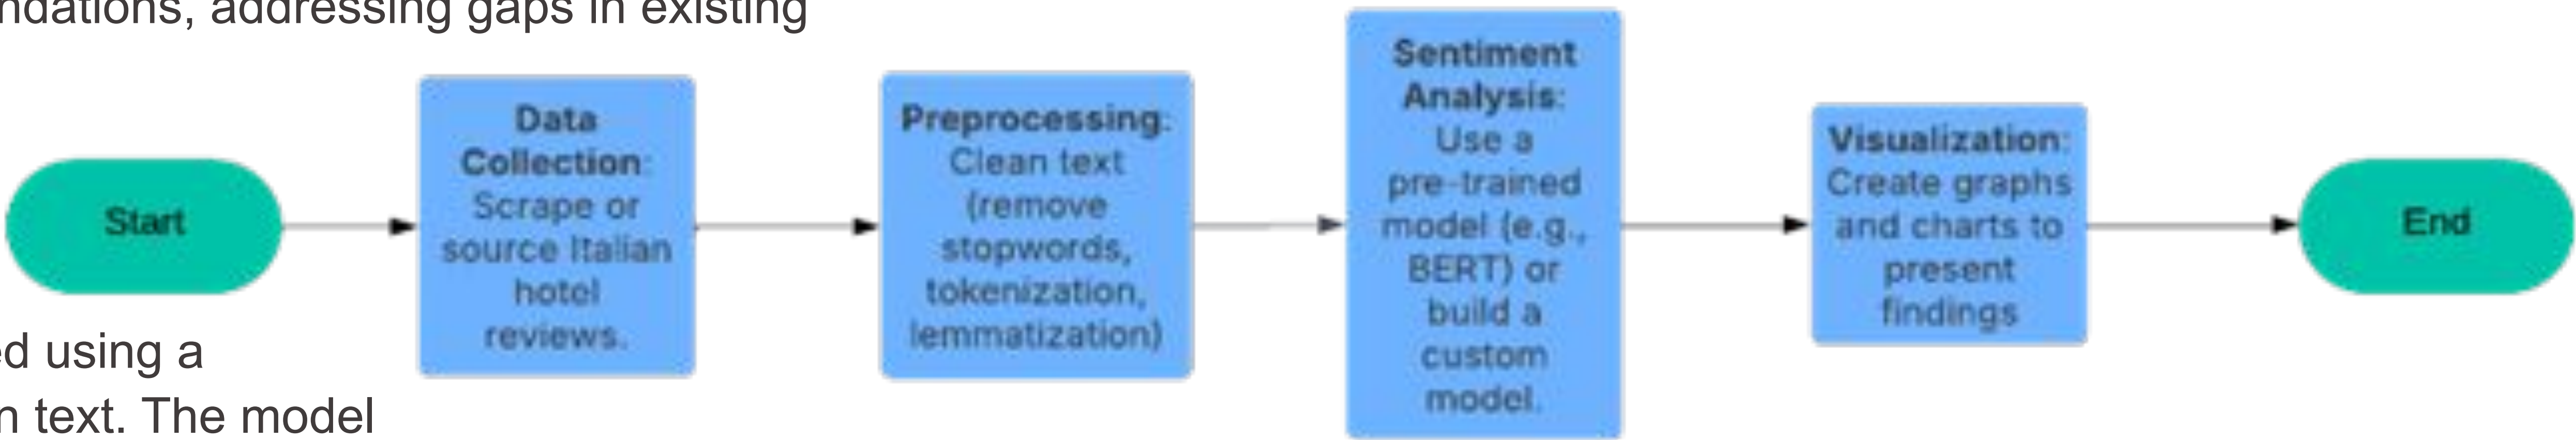 ndations, addressing gaps in existing
Start
Data
Collection:
Scrape or
source Italian
hotel
reviews.
Preprocessing:
Clean text
(remove
stopwords,
tokenization,
lemmatization)
Sentiment
Analysis:
Use a
pre-trained
model (e.g.,
BERT) or
build a
custom
model.
Visualization:
Create graphs
and charts to
present
findings
End
ed using a
n text. The model